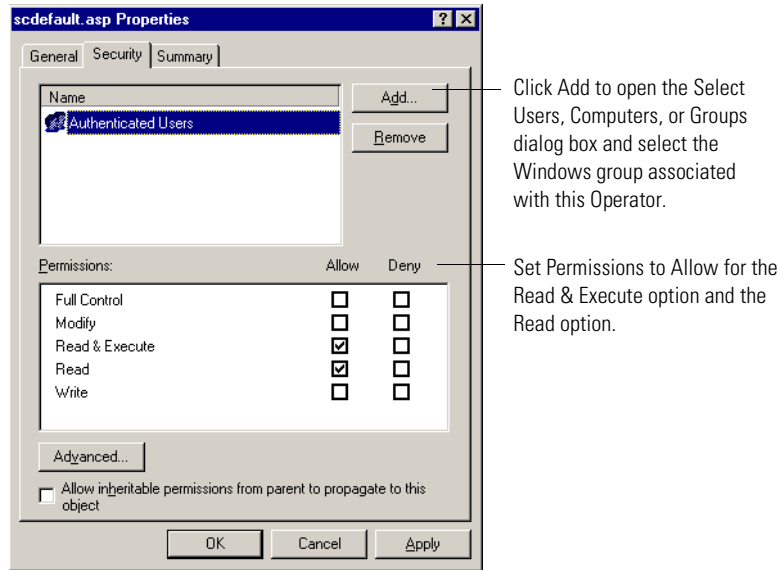 scdefault.asp Properties
General Security Summary
Name
Add...
Authenticated Users
Remove
Click Add to open the Select
Users, Computers, or Groups
dialog box and select the
Windows group associated
with this Operator.
Permissions: Allow Deny
Set Permissions to Allow for the
Read & Execute option and the
Read option.
Full Control
Modify
Read & Execute
Read
Write
Advanced...
Allow inheritable permissions from parent to propagate to this
object
OK Cancel Apply